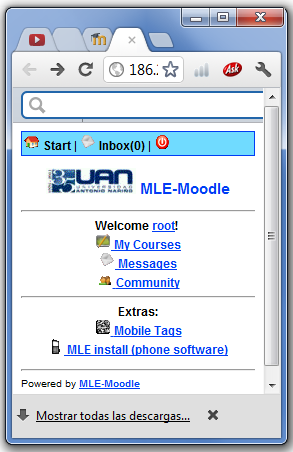 186.
Ask
Start | Inbox(0) |
UAN
UNIVERSIDAD
ANTONIO NARIÑO
MLE-Moodle
Welcome root!
My Courses
Messages
Community
Extras:
Mobile Tags
MLE install (phone software)
Powered by MLE-Moodle
Mostrar todas las descargas...